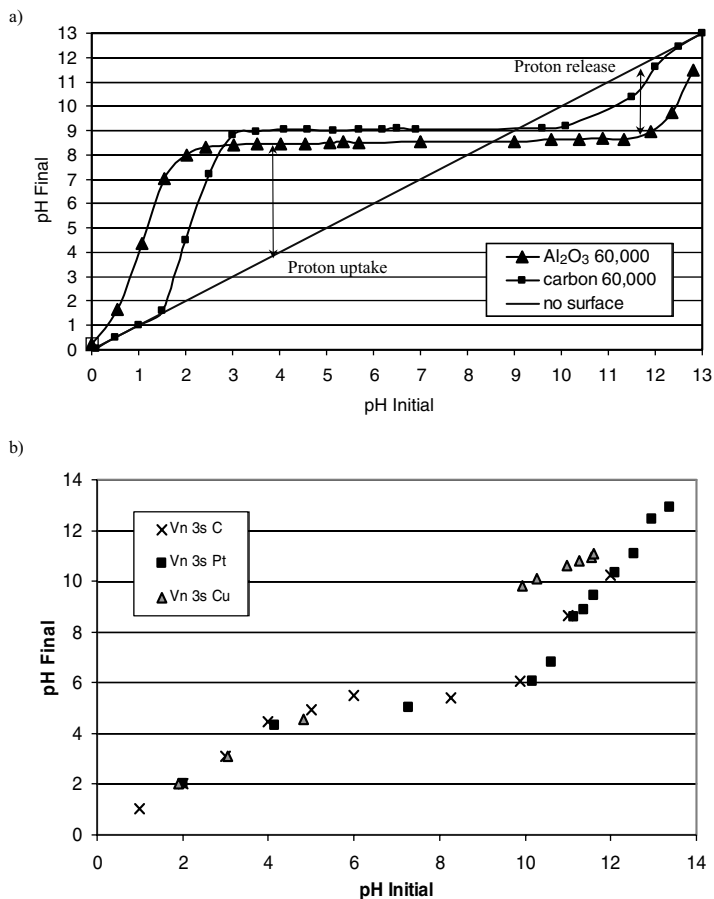 a)
13
12
11
10
9
8
7
6
5
4
3
2
1
0
pH Final
Proton release
Proton uptake
Al₂O₃ 60,000
carbon 60,000
no surface
0 1 2 3 4 5 6 7 8 9 10 11 12 13
pH Initial
b)
14
12
10
8
6
4
2
0
pH Final
Vn 3s C
Vn 3s Pt
Vn 3s Cu
0 2 4 6 8 10 12 14
pH Initial